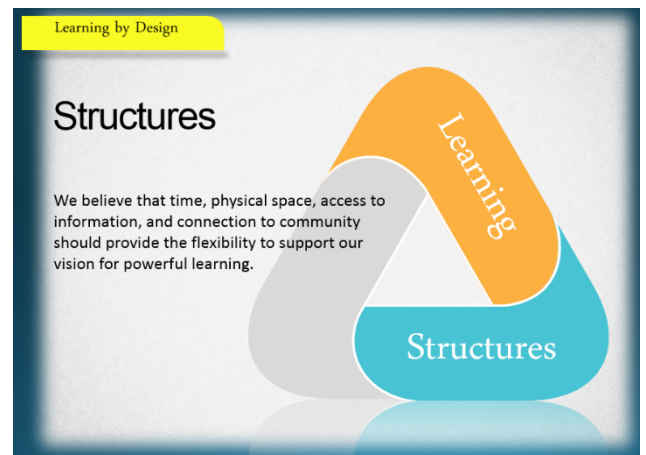 Learning by Design
Structures
We believe that time, physical space, access to
information, and connection to community
should provide the flexibility to support our
vision for powerful learning.
Learning
Structures